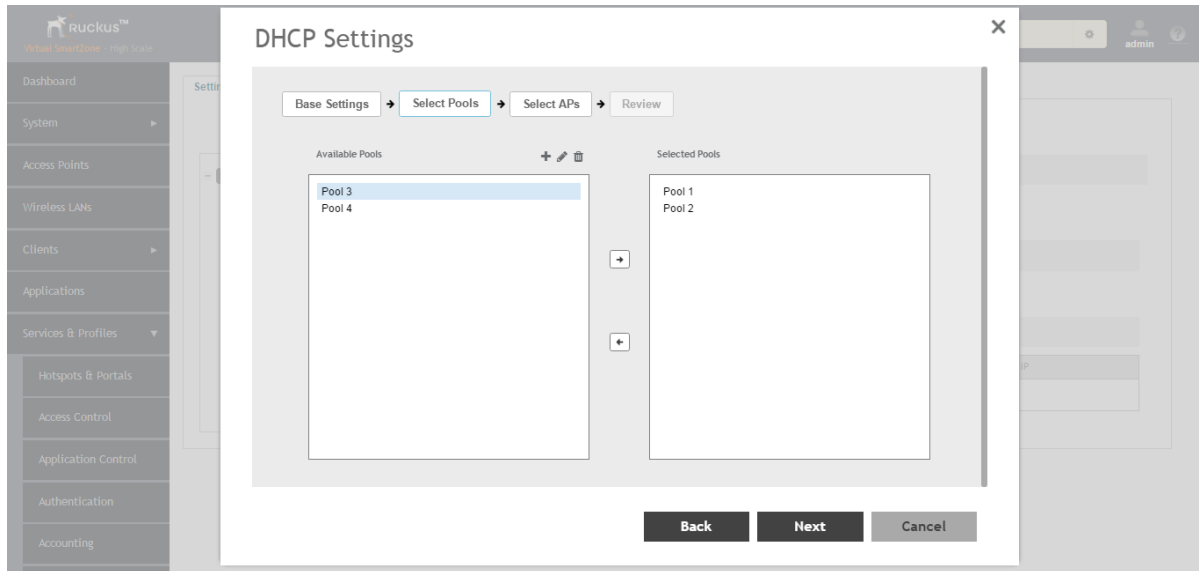 RUCKUS™
Virtual SmartZone - High Scale
admin
Dashboard
System
Access Points
Wireless LANs
Clients
Applications
Services & Profiles
Hotspots & Portals
Access Control
Application Control
Authentication
Accounting
DHCP Settings
Base Settings
Select Pools
Select APs
Review
Available Pools
Selected Pools
Pool 3
Pool 4
Pool 1
Pool 2
Back
Next
Cancel